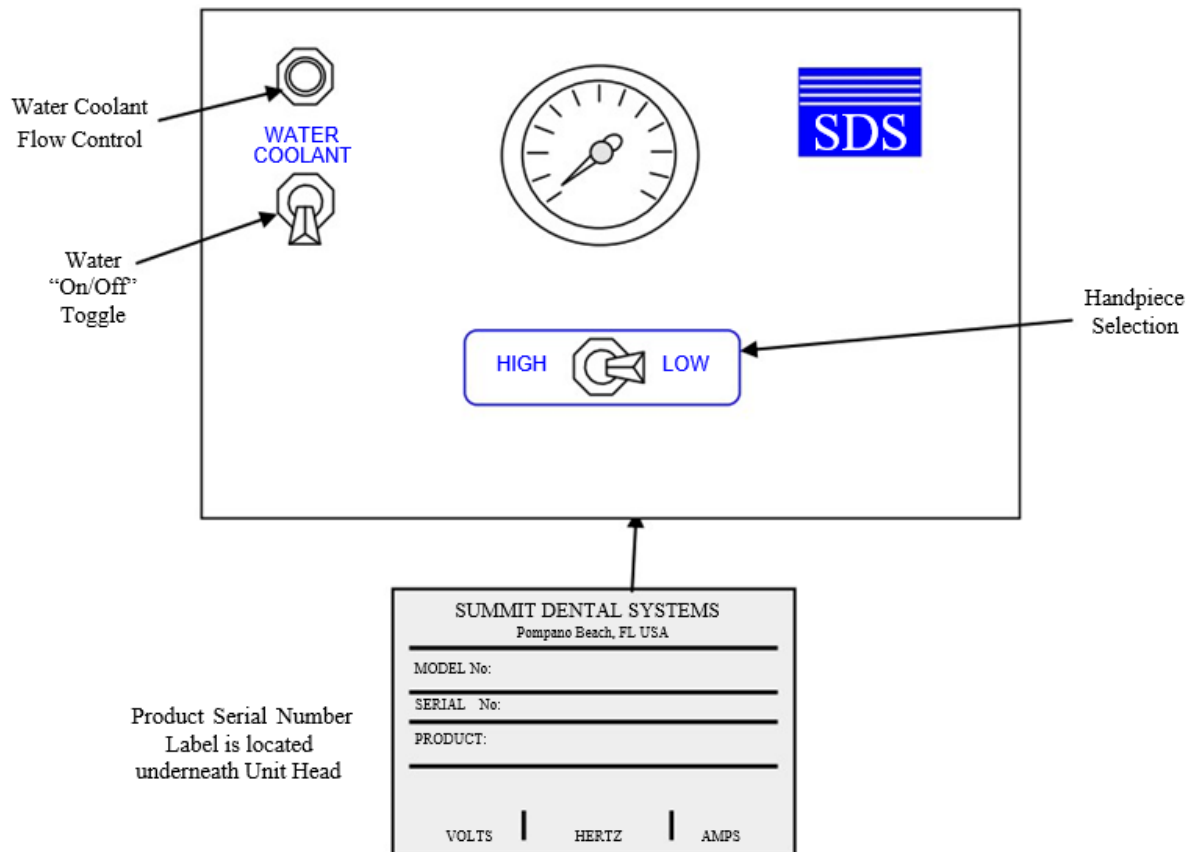 Water Coolant
Flow Control
WATER
COOLANT
SDS
Water
“On/Off”
Toggle
Handpiece
Selection
HIGH
LOW
SUMMIT DENTAL SYSTEMS
Pompano Beach, FL USA
MODEL No:
SERIAL No:
PRODUCT:
VOLTS HERTZ AMPS
Product Serial Number
Label is located
underneath Unit Head